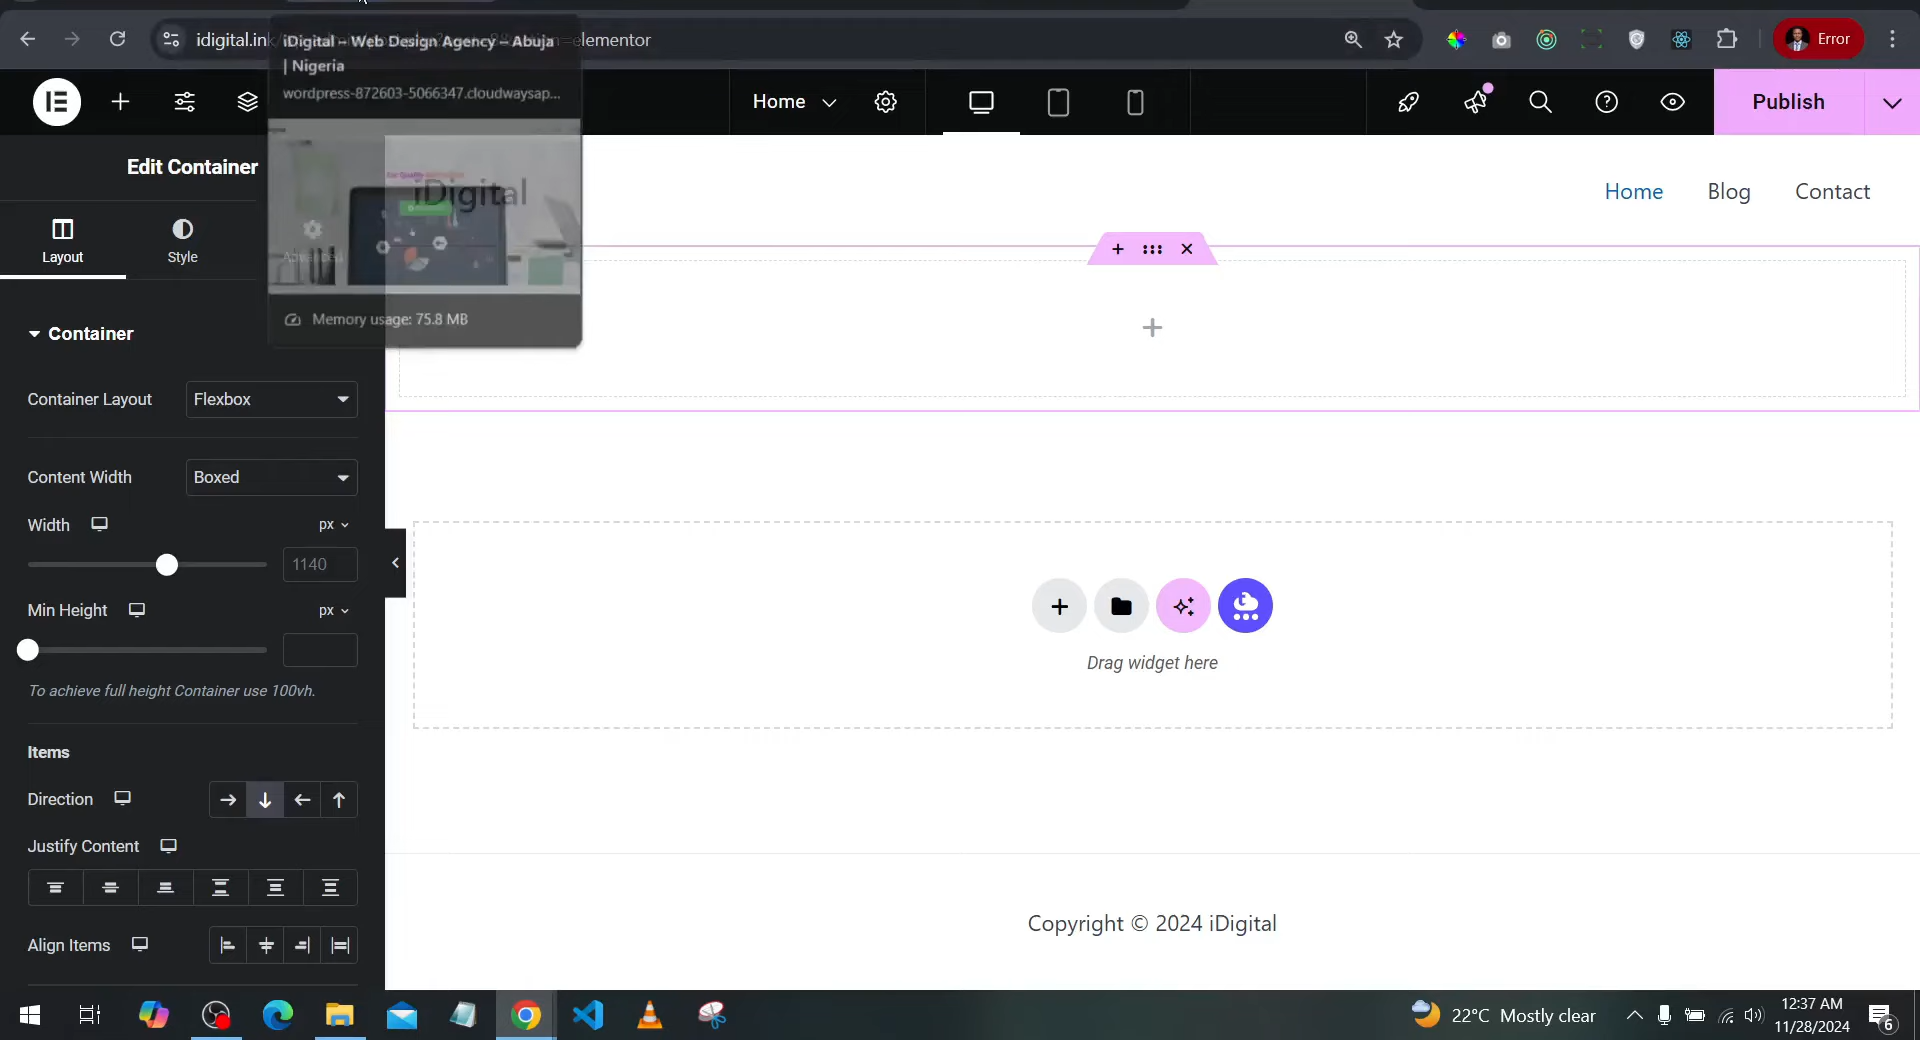 idigital.ink
=elementor
Error
iDigital – Web Design Agency – Abuja
| Nigeria
wordpress-872603-5066347.cloudwaysap...
Home
Publish
Edit Container
iDigital
Home
Blog
Contact
Layout
Style
Advanced
Memory usage: 75.8 MB
Container
Container Layout
Flexbox
Content Width
Boxed
Width
px
1140
Min Height
px
To achieve full height Container use 100vh.
Drag widget here
Items
Direction
Justify Content
Align Items
Copyright © 2024 iDigital
22°C Mostly clear
12:37 AM
11/28/2024
6